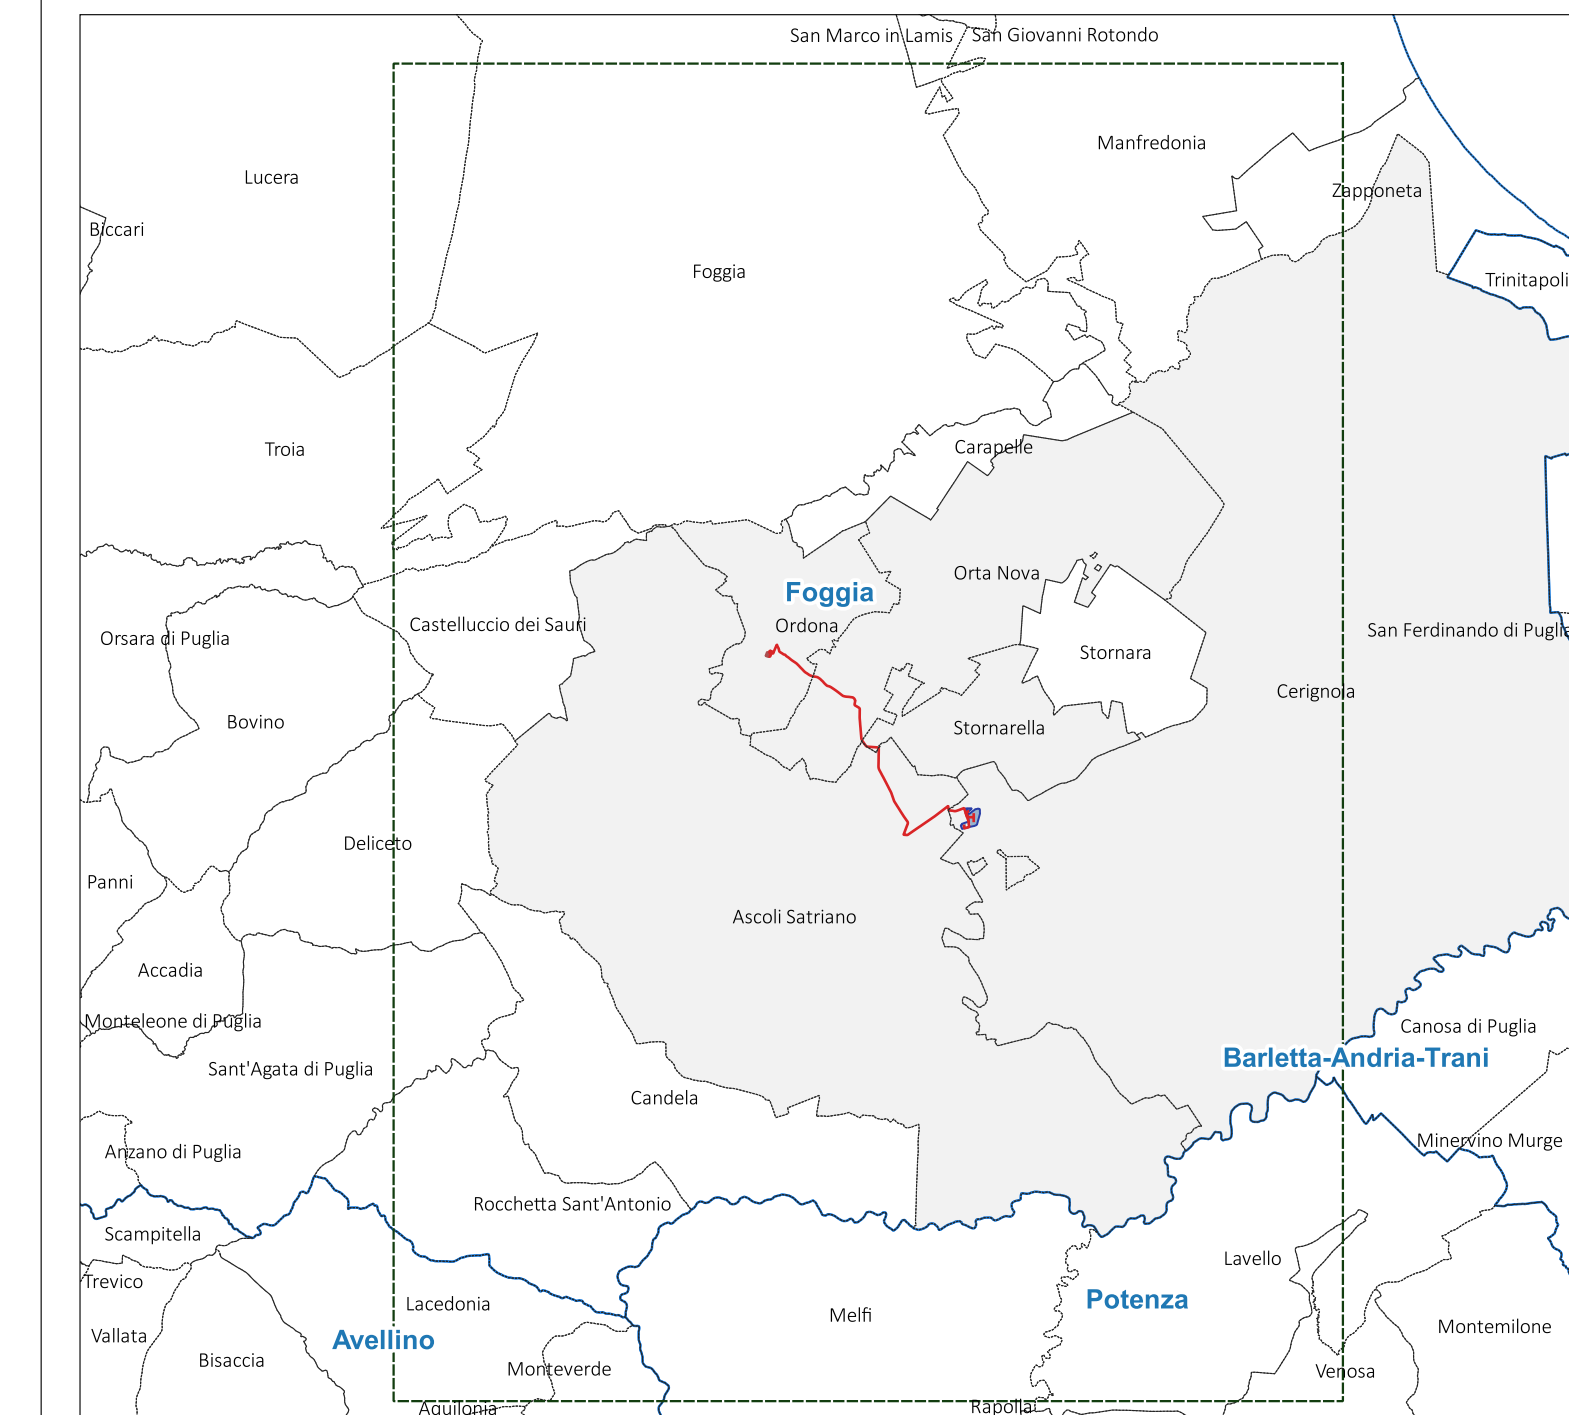 San Marco in Lamis
San Giovanni Rotondo
Manfredonia
Lucera
Zapponeta
Biccari
Foggia
Trinitapoli
Carapelle
Troia
Orta Nova
Foggia
Ordona
Castelluccio dei Sauri
San Ferdinando di Puglia
Orsara di Puglia
Stornara
Cerignola
Bovino
Stornarella
Deliceto
Panni
Ascoli Satriano
Accadia
Monteleone di Puglia
Canosa di Puglia
Barletta-Andria-Trani
Sant'Agata di Puglia
Candela
Minervino Murge
Anzano di Puglia
Rocchetta Sant'Antonio
Scampitella
Lavello
Trevico
Potenza
Lacedonia
Melfi
Montemilone
Vallata
Avellino
Bisaccia
Monteverde
Venosa
Aquilonia
Rapolla